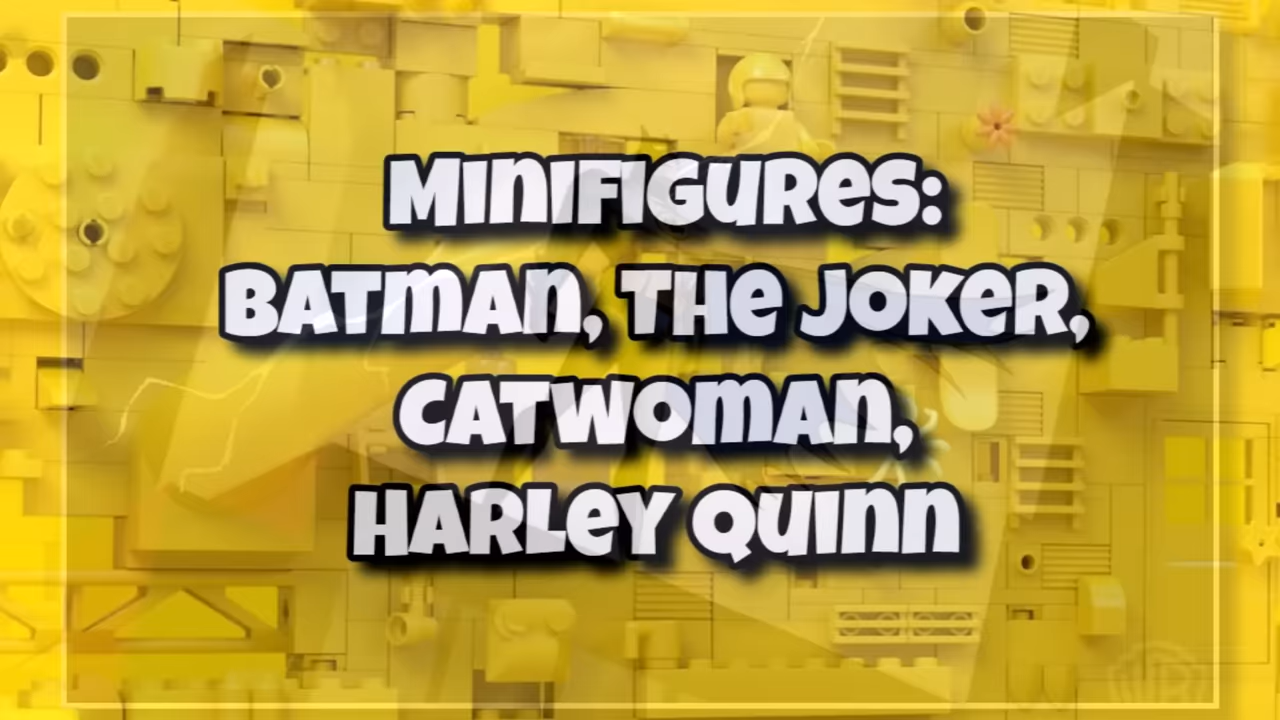 MINIFIGURES:
BATMAN, THE JOKER,
CATWOMAN,
HARLEY QUINN